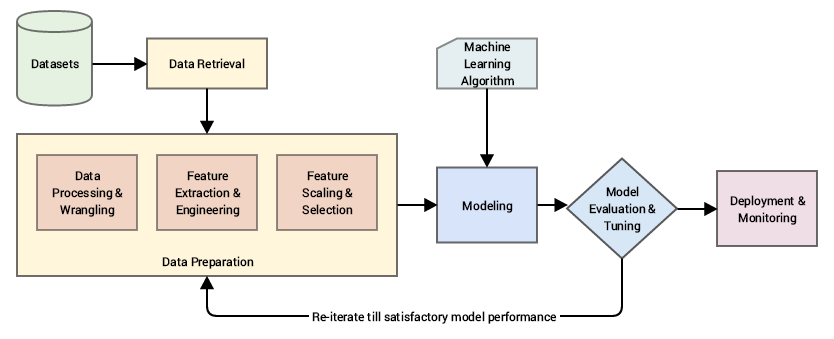 Datasets
Data Retrieval
Machine
Learning
Algorithm
Data
Processing &
Wrangling
Feature
Extraction &
Engineering
Feature
Scaling &
Selection
Data Preparation
Modeling
Model
Evaluation &
Tuning
Deployment &
Monitoring
Re-iterate till satisfactory model performance